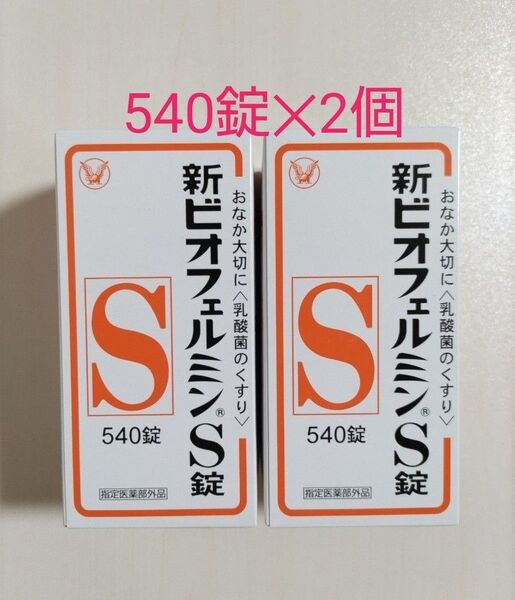 540錠×2個
おなか大切に〈乳酸菌のくすり〉
新ビオフェルミン®S錠
S
540錠
指定医薬部外品
おなか大切に〈乳酸菌のくすり〉
新ビオフェルミン®S錠
S
540錠
指定医薬部外品